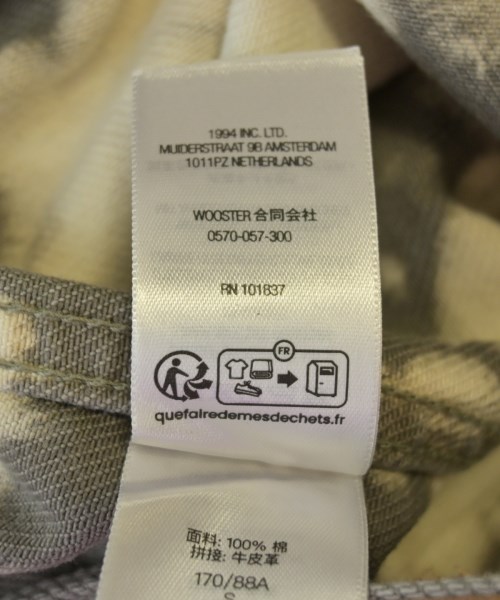 1994 INC. LTD.
MUIDERSTRAAT 9B AMSTERDAM
1011PZ NETHERLANDS
WOOSTER 合同会社
0570-057-300
RN 101837
FR
quefairedemesdechets.fr
面料: 100% 棉
拼接: 牛皮革
170/88A
S